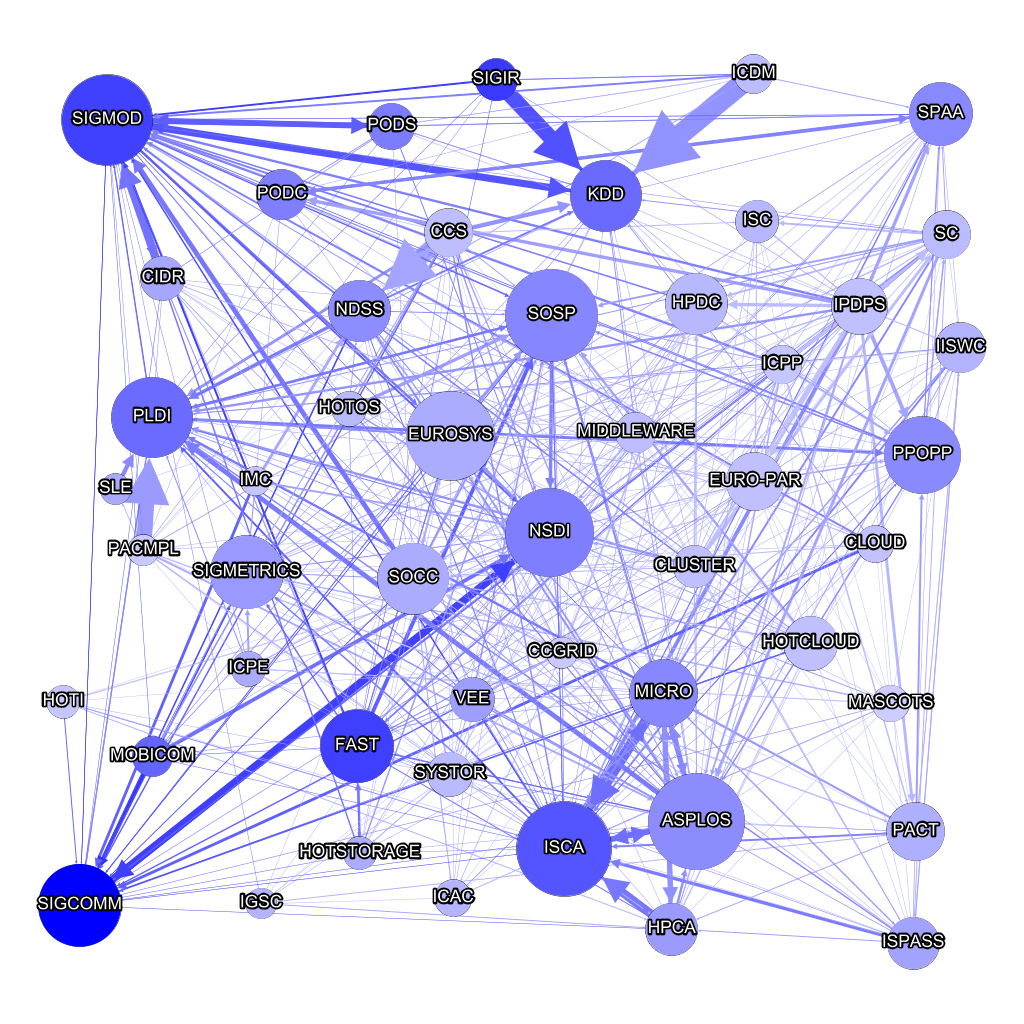 SIGIR
ICDM
SIGMOD
PODS
SPAA
PODC
KDD
ISC
CCS
SC
CIDR
NDSS
SOSP
HPDC
IPDPS
IISWC
ICPP
HOTOS
PLDI
EUROSYS
MIDDLEWARE
PPOPP
SLE
IMC
EURO-PAR
NSDI
CLOUD
PACMPL
SIGMETRICS
SOCC
CLUSTER
HOTCLOUD
CCGRID
ICPE
MICRO
HOTI
VEE
MASCOTS
MOBICOM
FAST
SYSTOR
ASPLOS
PACT
HOTSTORAGE
ISCA
SIGCOMM
IGSC
ICAC
HPCA
ISPASS